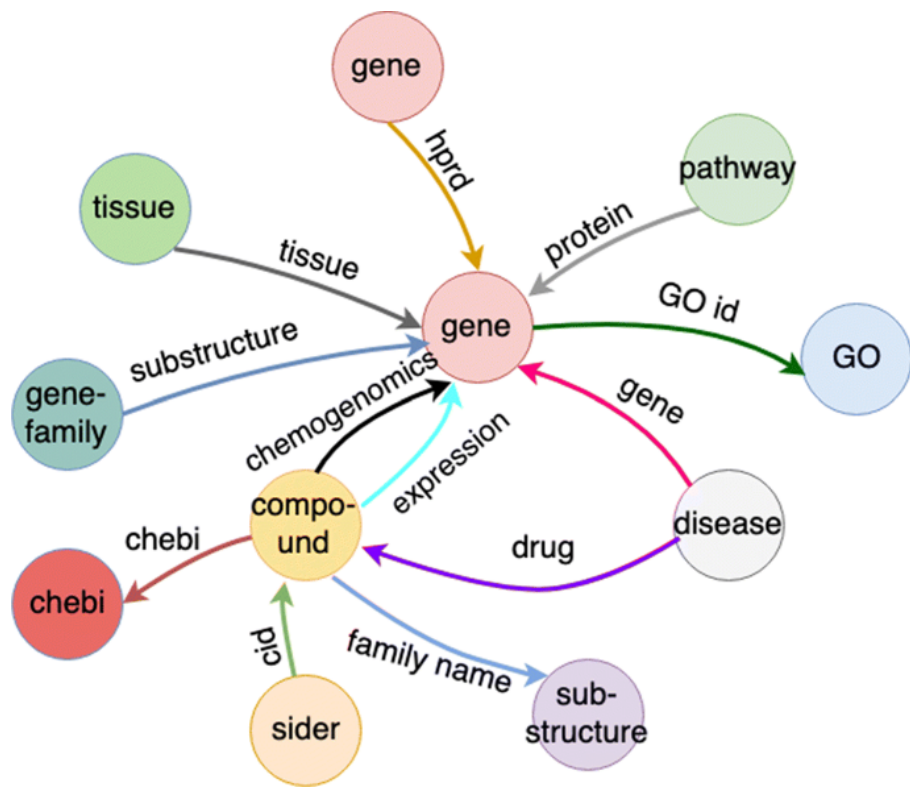 gene
hprd
pathway
tissue
protein
tissue
GO id
gene
GO
substructure
gene-
family
chemogenomics
gene
expression
compo-
und
disease
chebi
drug
chebi
cid
family name
sider
sub-
structure